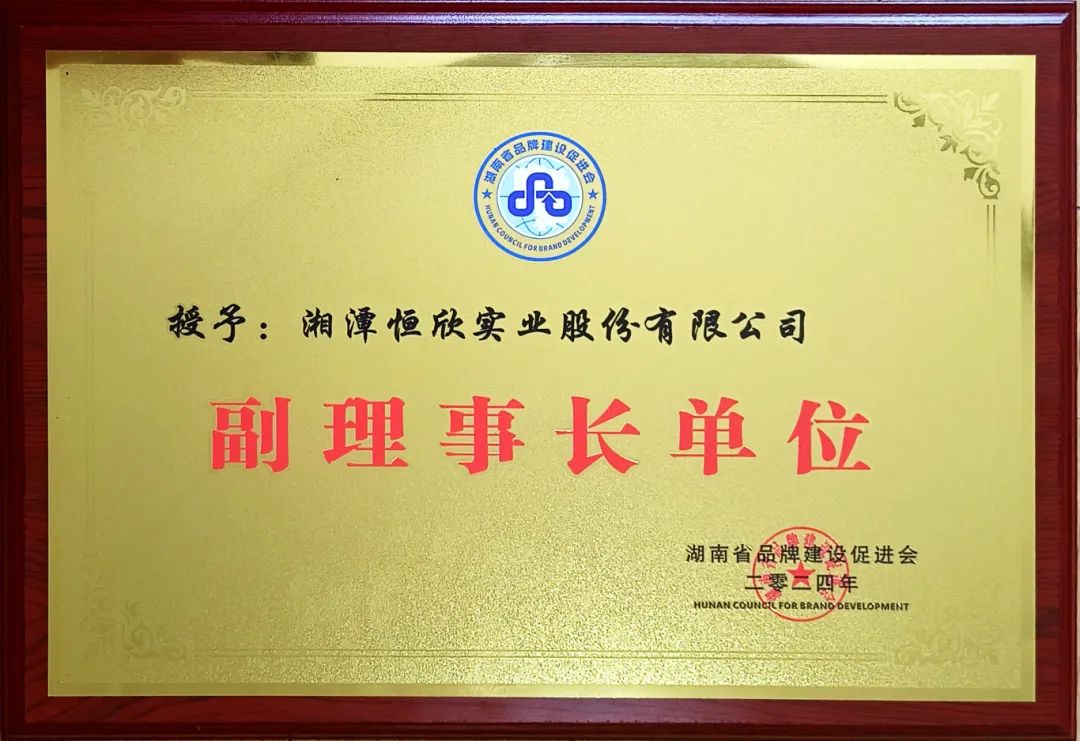 湖南省品牌建设促进会
HUNAN COUNCIL FOR BRAND DEVELOPMENT
授予：湘潭恒欣实业股份有限公司
副理事长单位
湖南省品牌建设促进会
二零二四年
HUNAN COUNCIL FOR BRAND DEVELOPMENT